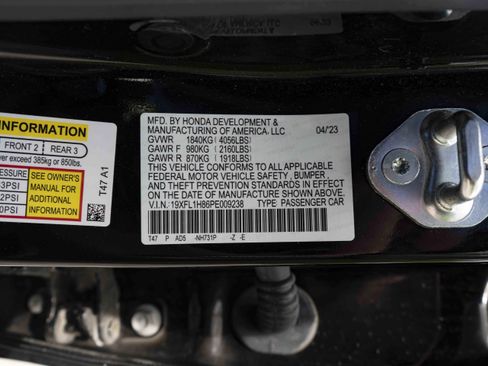 INFORMATION
FRONT 2 REAR 3
ver exceed 385kg or 850lbs.
SSURE SEE OWNER'S
3PSI MANUAL FOR
2PSI ADDITIONAL
0PSI INFORMATION
T47 A1
MFD. BY HONDA DEVELOPMENT &
MANUFACTURING OF AMERICA, LLC 04/23
GVWR 1840KG( 4056LBS)
GAWR F 980KG( 2160LBS)
GAWR R 870KG( 1918LBS)
THIS VEHICLE CONFORMS TO ALL APPLICABLE
FEDERAL MOTOR VEHICLE SAFETY , BUMPER ,
AND THEFT PREVENTION STANDARDS IN EFFECT
ON THE DATE OF MANUFACTURE SHOWN ABOVE.
V.I.N. 19XFL1H86PE009238 TYPE PASSENGER CAR
T47 P AD5 -NH731P -Z -E